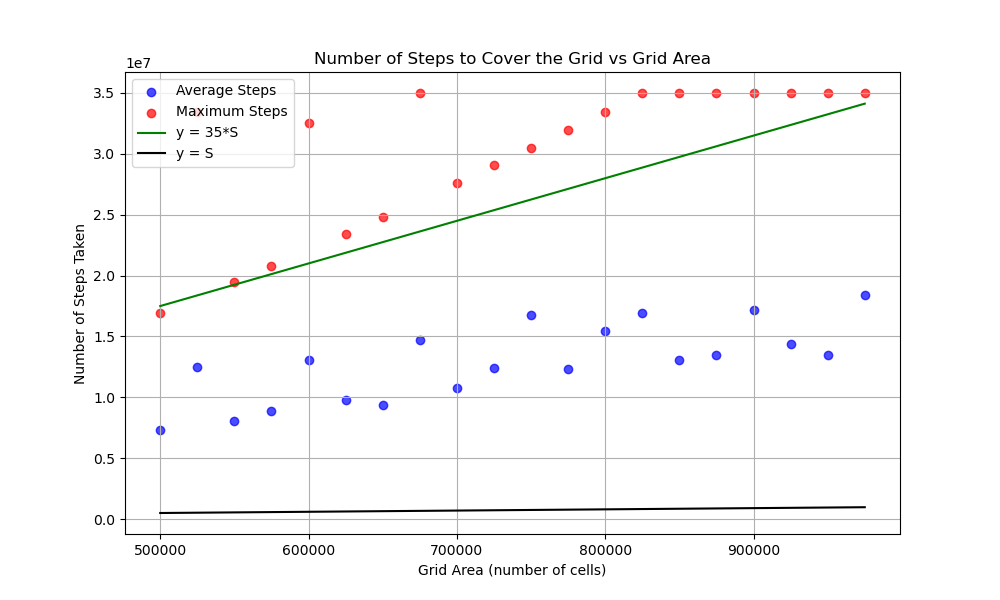 Number of Steps to Cover the Grid vs Grid Area
1e7
Average Steps
Maximum Steps
y = 35*S
y = S
3.5
3.0
2.5
2.0
1.5
1.0
0.5
0.0
Number of Steps Taken
500000 600000 700000 800000 900000
Grid Area (number of cells)